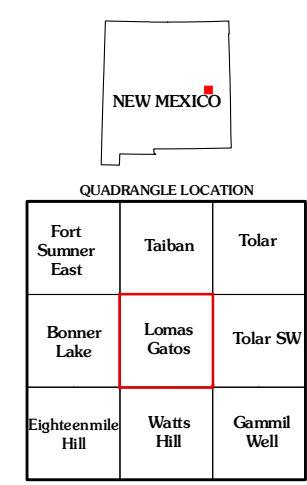 NEW MEXICO
QUADRANGLE LOCATION
Fort
Sumner
East
Taiban
Tolar
Bonner
Lake
Lomas
Gatos
Tolar SW
Eighteenmile
Hill
Watts
Hill
Gammil
Well